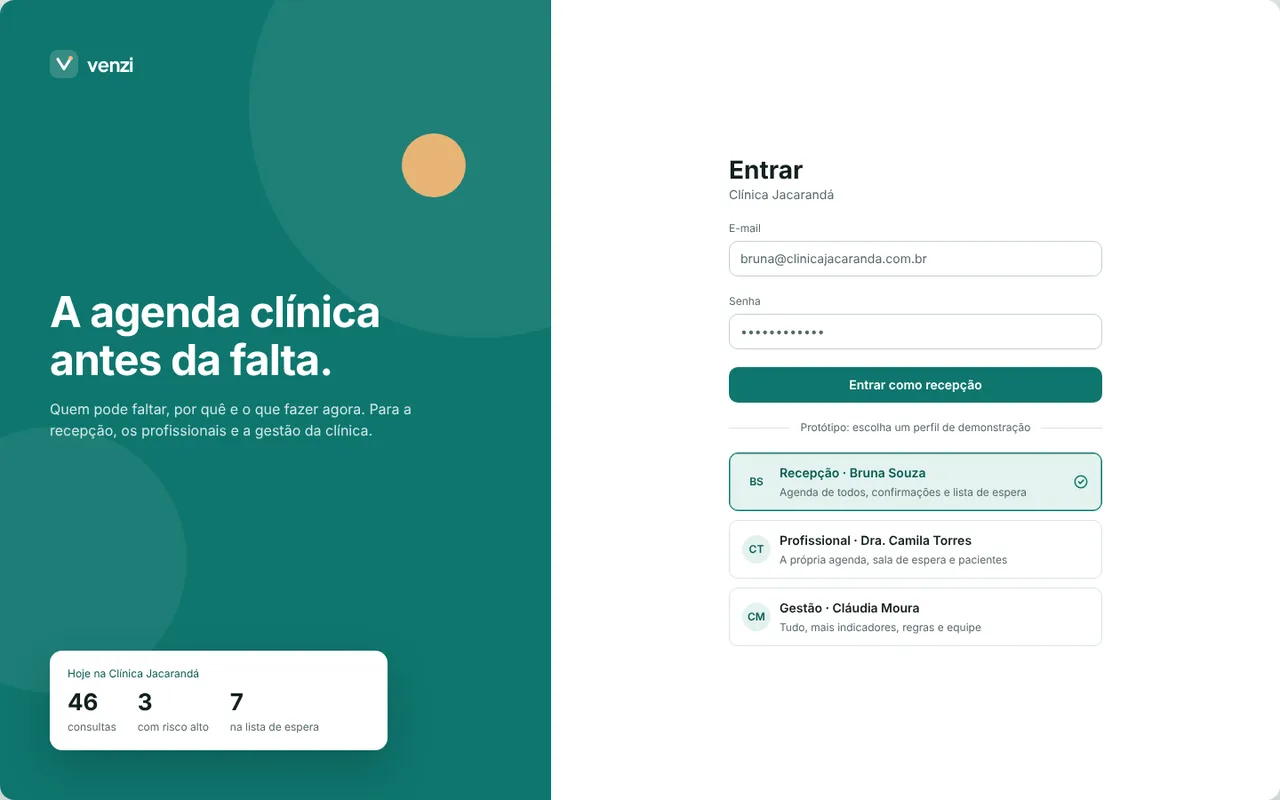 venzi
A agenda clínica
antes da falta.
Quem pode faltar, por quê e o que fazer agora. Para a
recepção, os profissionais e a gestão da clínica.
Hoje na Clínica Jacarandá
46 3 7
consultas com risco alto na lista de espera
Entrar
Clínica Jacarandá
E-mail
bruna@clinicajacaranda.com.br
Senha
••••••••••••
Entrar como recepção
Protótipo: escolha um perfil de demonstração
BS
Recepção · Bruna Souza
Agenda de todos, confirmações e lista de espera
CT
Profissional · Dra. Camila Torres
A própria agenda, sala de espera e pacientes
CM
Gestão · Cláudia Moura
Tudo, mais indicadores, regras e equipe